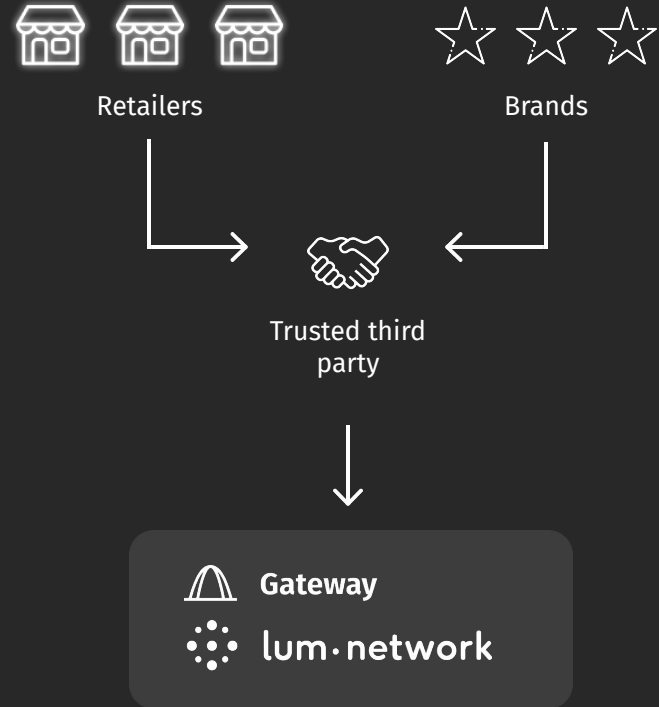 Retailers
Brands
Trusted third
party
Gateway
lum·network